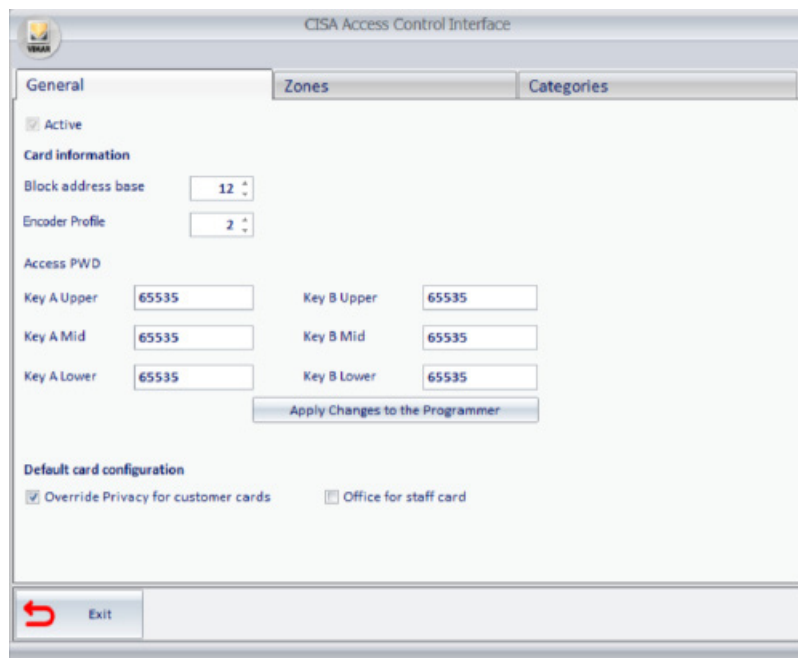 CISA Access Control Interface
VIMAR
General Zones Categories
Active
Card information
Block address base 12
Encoder Profile 2
Access PWD
Key A Upper 65535 Key B Upper 65535
Key A Mid 65535 Key B Mid 65535
Key A Lower 65535 Key B Lower 65535
Apply Changes to the Programmer
Default card configuration
Override Privacy for customer cards Office for staff card
Exit